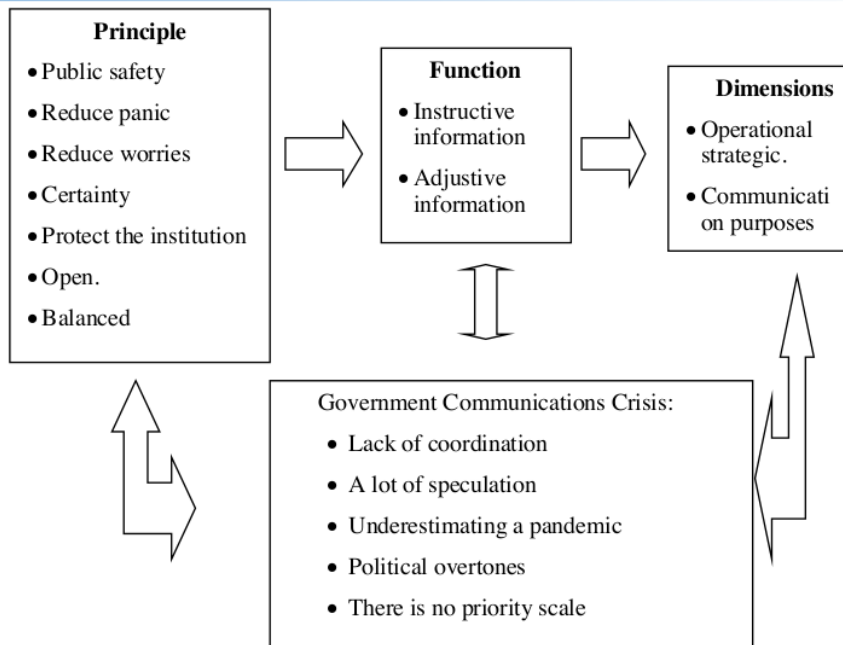 Principle
• Public safety
• Reduce panic
• Reduce worries
• Certainty
• Protect the institution
• Open.
• Balanced
Function
• Instructive
information
• Adjustive
information
Dimensions
• Operational
strategic.
• Communicati
on purposes
Government Communications Crisis:
• Lack of coordination
• A lot of speculation
• Underestimating a pandemic
• Political overtones
• There is no priority scale